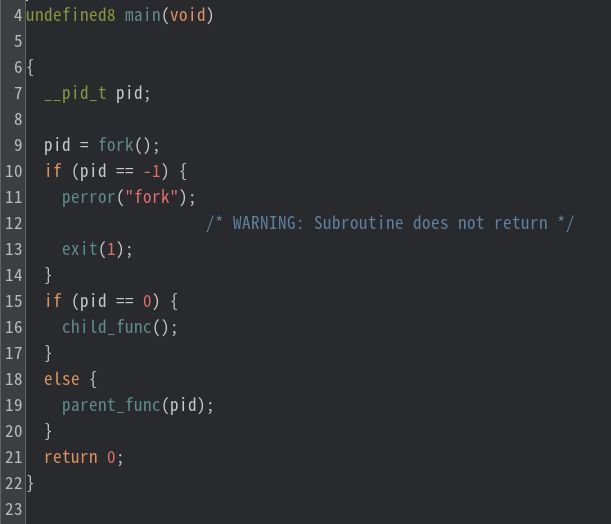 4 undefined8 main(void)
5
6 {
7   __pid_t pid;
8
9   pid = fork();
10   if (pid == -1) {
11     perror("fork");
12                     /* WARNING: Subroutine does not return */
13     exit(1);
14   }
15   if (pid == 0) {
16     child_func();
17   }
18   else {
19     parent_func(pid);
20   }
21   return 0;
22 }
23